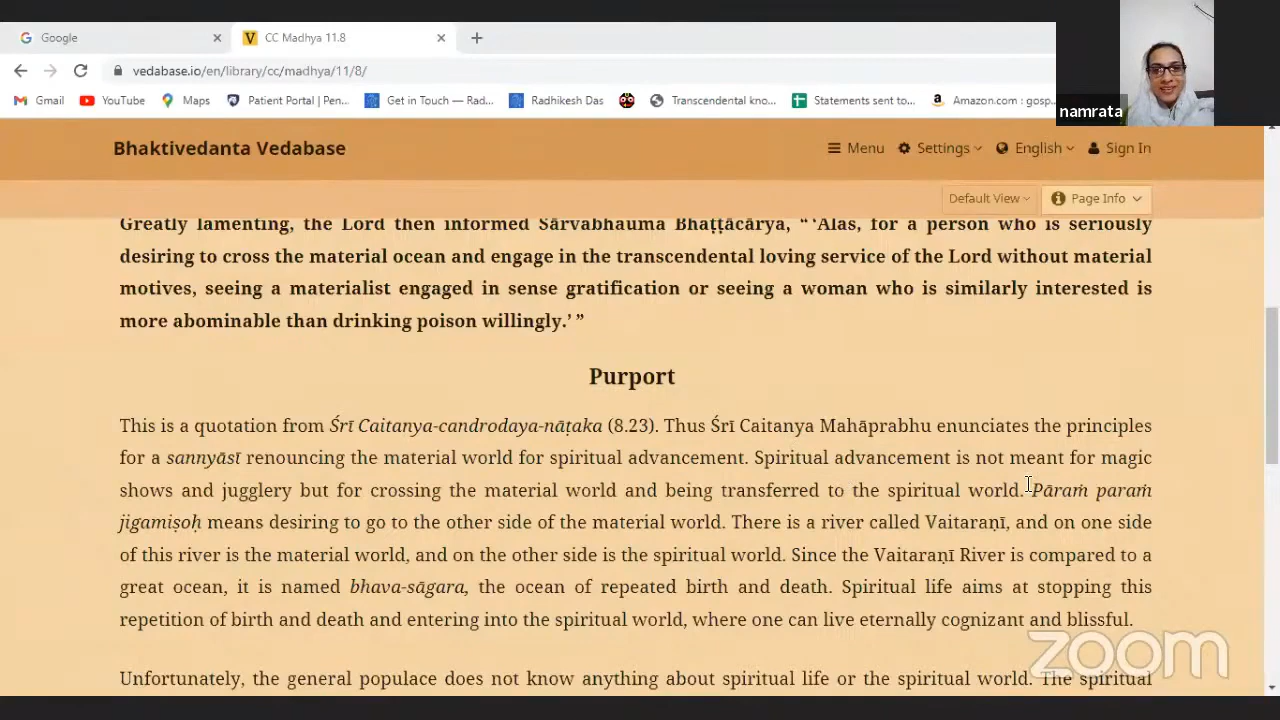 Google
CC Madhya 11.8
vedabase.io/en/library/cc/madhya/11/8/
Gmail YouTube Maps Patient Portal | Pen... Get in Touch — Rad... Radhikesh Das Transcendental kno... Statements sent to... Amazon.com : gosp...
namrata
Bhaktivedanta Vedabase
Menu Settings English Sign In
Default View Page Info
Greatly lamenting, the Lord then informed Sārvabhauma Bhaṭṭācārya, “ ‘Alas, for a person who is seriously
desiring to cross the material ocean and engage in the transcendental loving service of the Lord without material
motives, seeing a materialist engaged in sense gratification or seeing a woman who is similarly interested is
more abominable than drinking poison willingly.’ ”
Purport
This is a quotation from Śrī Caitanya-candrodaya-nāṭaka (8.23). Thus Śrī Caitanya Mahāprabhu enunciates the principles
for a sannyāsī renouncing the material world for spiritual advancement. Spiritual advancement is not meant for magic
shows and jugglery but for crossing the material world and being transferred to the spiritual world. Pāraṁ paraṁ
jigamiṣoḥ means desiring to go to the other side of the material world. There is a river called Vaitaraṇī, and on one side
of this river is the material world, and on the other side is the spiritual world. Since the Vaitaraṇī River is compared to a
great ocean, it is named bhava-sāgara, the ocean of repeated birth and death. Spiritual life aims at stopping this
repetition of birth and death and entering into the spiritual world, where one can live eternally cognizant and blissful.
zoom
Unfortunately, the general populace does not know anything about spiritual life or the spiritual world. The spiritual